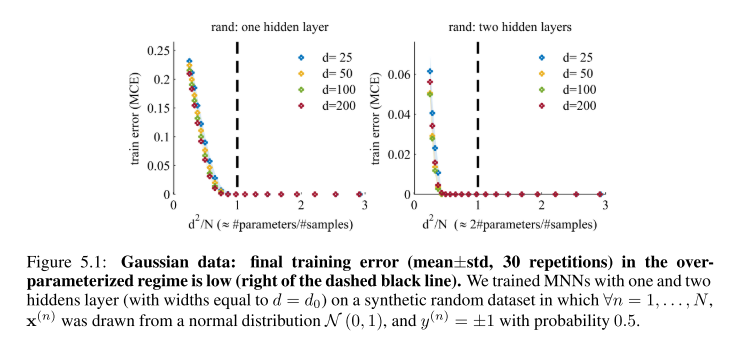 rand: one hidden layer
train error (MCE)
0.25
0.2
0.15
0.1
0.05
0
0
1
2
3
d= 25
d= 50
d=100
d=200
d²/N (≈ #parameters/#samples)
rand: two hidden layers
train error (MCE)
0.06
0.04
0.02
0
0
1
2
3
d= 25
d= 50
d=100
d=200
d²/N (≈ 2#parameters/#samples)
Figure 5.1: Gaussian data: final training error (mean±std, 30 repetitions) in the over-
parameterized regime is low (right of the dashed black line). We trained MNNs with one and two
hiddens layer (with widths equal to d = d₀) on a synthetic random dataset in which ∀n = 1, . . . , N,
x⁽ⁿ⁾ was drawn from a normal distribution 𝒩 (0, 1), and y⁽ⁿ⁾ = ±1 with probability 0.5.